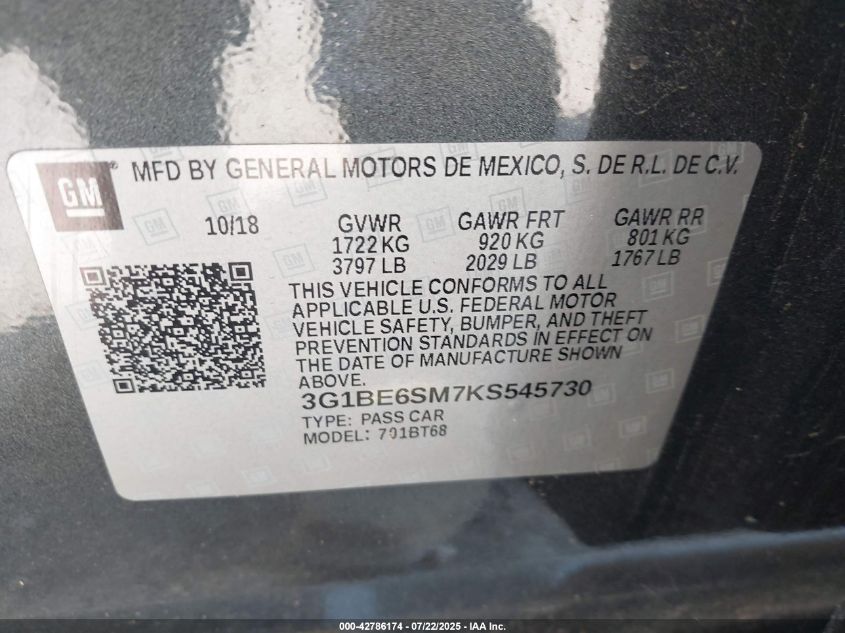 GM
MFD BY GENERAL MOTORS DE MEXICO, S. DE R.L. DE C.V.
10/18
GVWR GAWR FRT GAWR RR
1722 KG 920 KG 801 KG
3797 LB 2029 LB 1767 LB
THIS VEHICLE CONFORMS TO ALL
APPLICABLE U.S. FEDERAL MOTOR
VEHICLE SAFETY, BUMPER, AND THEFT
PREVENTION STANDARDS IN EFFECT ON
THE DATE OF MANUFACTURE SHOWN
ABOVE.
3G1BE6SM7KS545730
TYPE: PASS CAR
MODEL: 701BT68
000-42786174 - 07/22/2025 - IAA Inc.